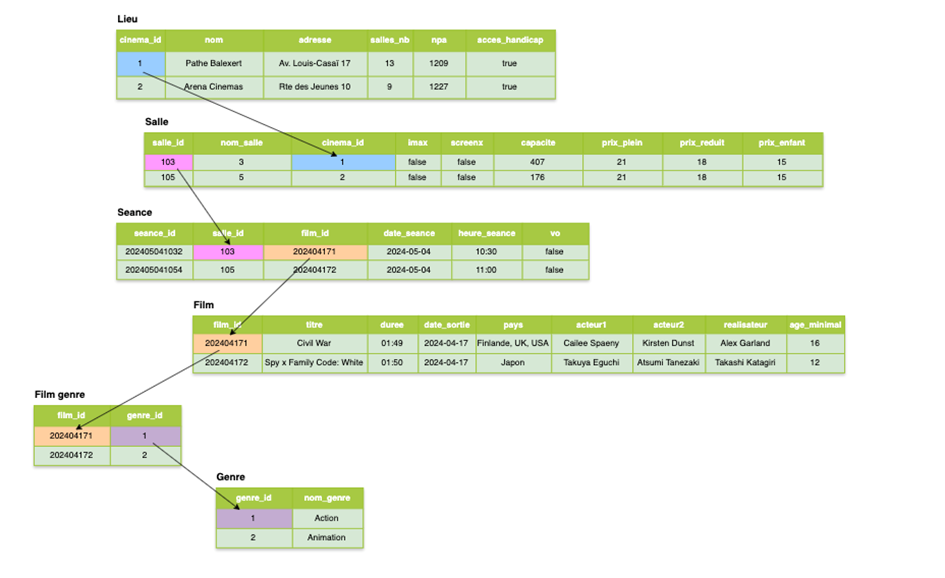 Lieu
cinema_id nom adresse salles_nb npa acces_handicap
1 Pathe Balexert Av. Louis-Casaï 17 13 1209 true
2 Arena Cinemas Rte des Jeunes 10 9 1227 true
Salle
salle_id nom_salle cinema_id imax screenx capacite prix_plein prix_reduit prix_enfant
103 3 1 false false 407 21 18 15
105 5 2 false false 176 21 18 15
Seance
seance_id salle_id film_id date_seance heure_seance vo
202405041032 103 202404171 2024-05-04 10:30 false
202405041054 105 202404172 2024-05-04 11:00 false
Film
film_id titre duree date_sortie pays acteur1 acteur2 realisateur age_minimal
202404171 Civil War 01:49 2024-04-17 Finlande, UK, USA Cailee Spaeny Kirsten Dunst Alex Garland 16
202404172 Spy x Family Code: White 01:50 2024-04-17 Japon Takuya Eguchi Atsumi Tanezaki Takashi Katagiri 12
Film genre
film_id genre_id
202404171 1
202404172 2
Genre
genre_id nom_genre
1 Action
2 Animation